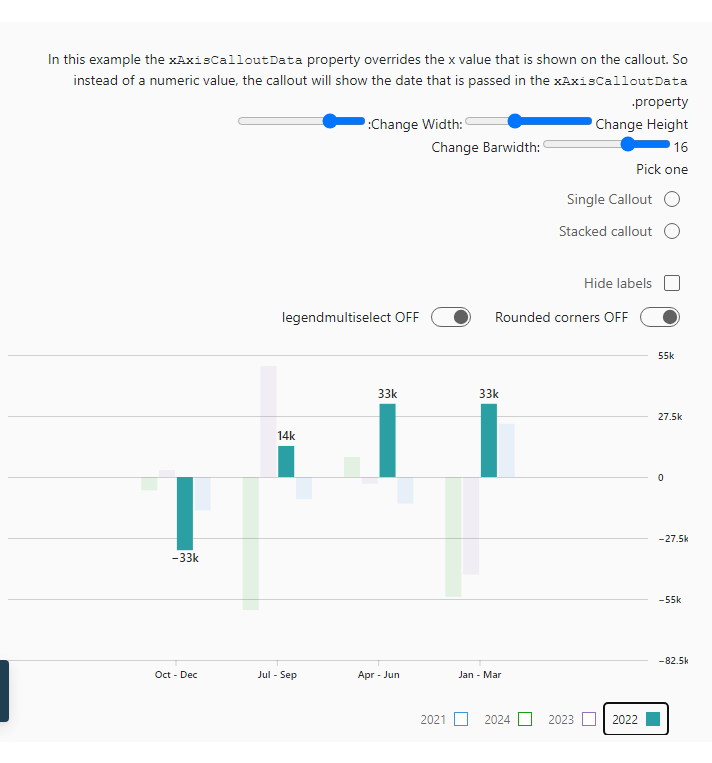 In this example the xAxisCalloutData property overrides the x value that is shown on the callout. So
instead of a numeric value, the callout will show the date that is passed in the xAxisCalloutData
.property
:Change Width: Change Height
Change Barwidth: 16
Pick one
Single Callout
Stacked callout
Hide labels
legendmultiselect OFF Rounded corners OFF
55k
33k 33k
27.5k
14k
0
−27.5k
−33k
−55k
−82.5k
Oct - Dec Jul - Sep Apr - Jun Jan - Mar
2021 2024 2023 2022